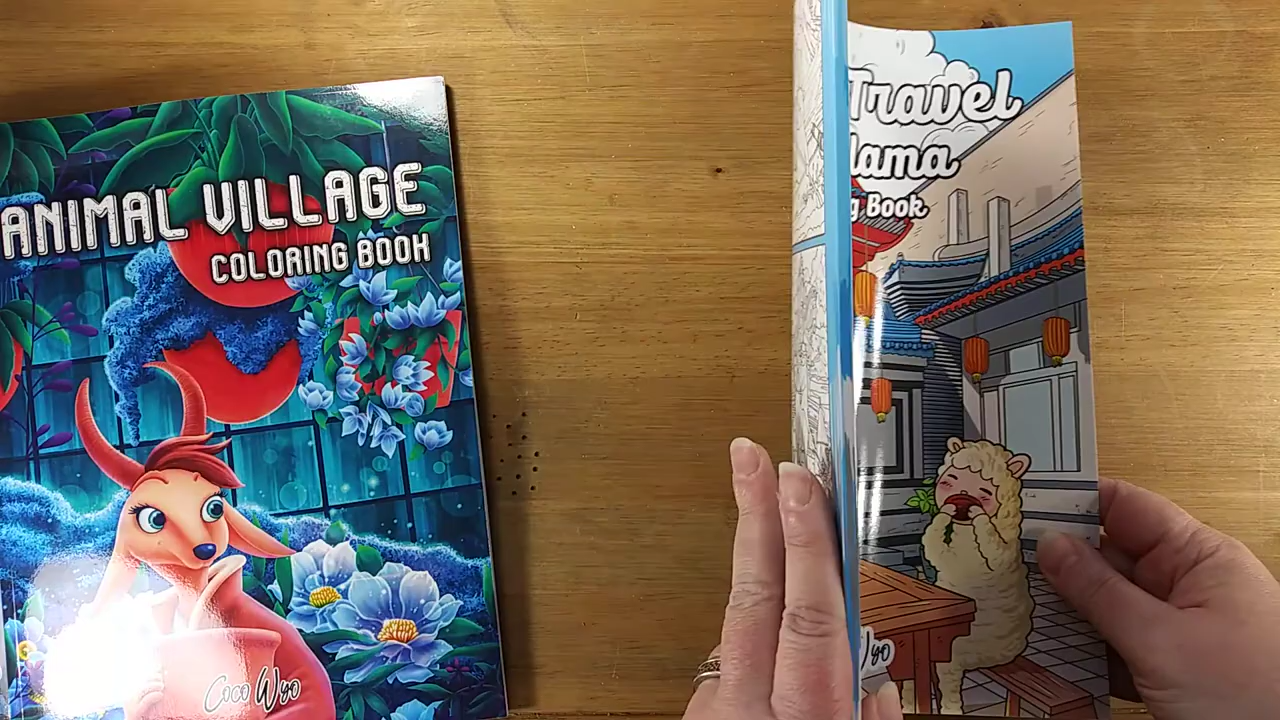 ANIMAL VILLAGE
COLORING BOOK
Coco Wyo
Travel
lama
g Book
Wyo